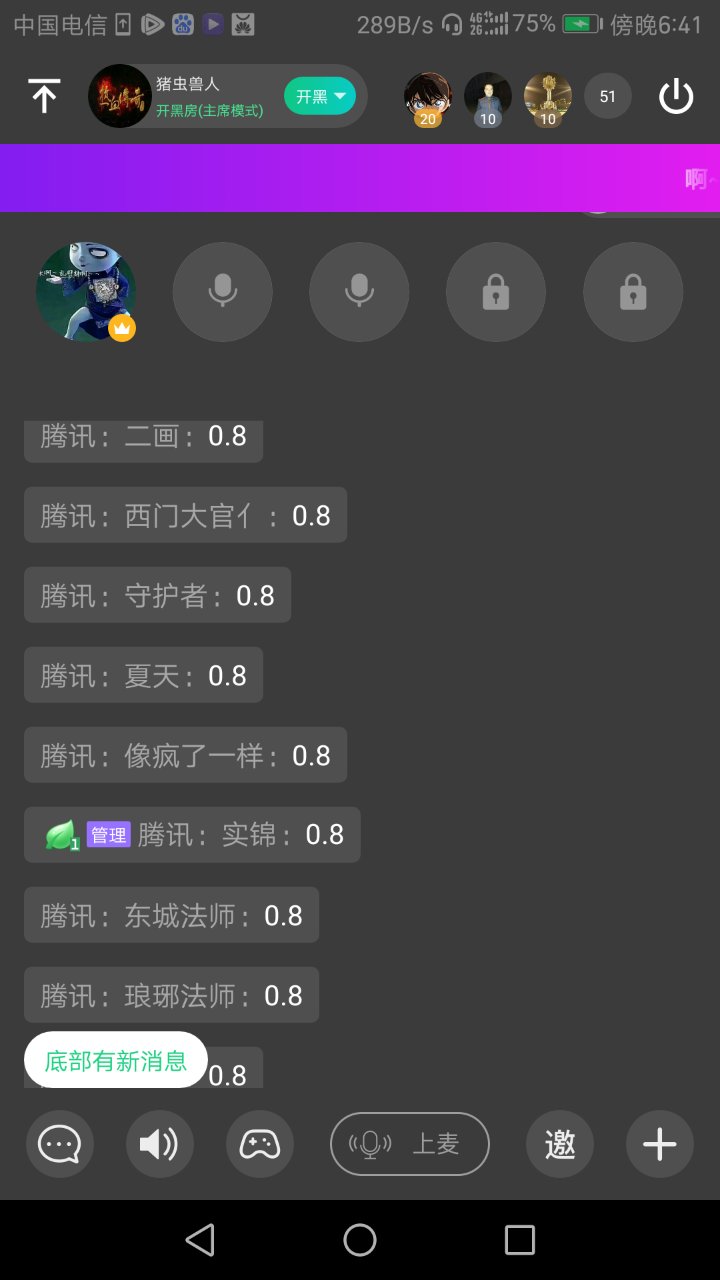 中国电信 289B/s 4G 2G 75% 傍晚6:41
猪虫兽人
开黑房(主席模式)
开黑
20 10 10 51
啊
腾讯: 二画: 0.8
腾讯: 西门大官亻 : 0.8
腾讯: 守护者: 0.8
腾讯: 夏天: 0.8
腾讯: 像疯了一样: 0.8
1 管理 腾讯: 实锦: 0.8
腾讯: 东城法师: 0.8
腾讯: 琅琊法师: 0.8
底部有新消息 0.8
上麦 邀